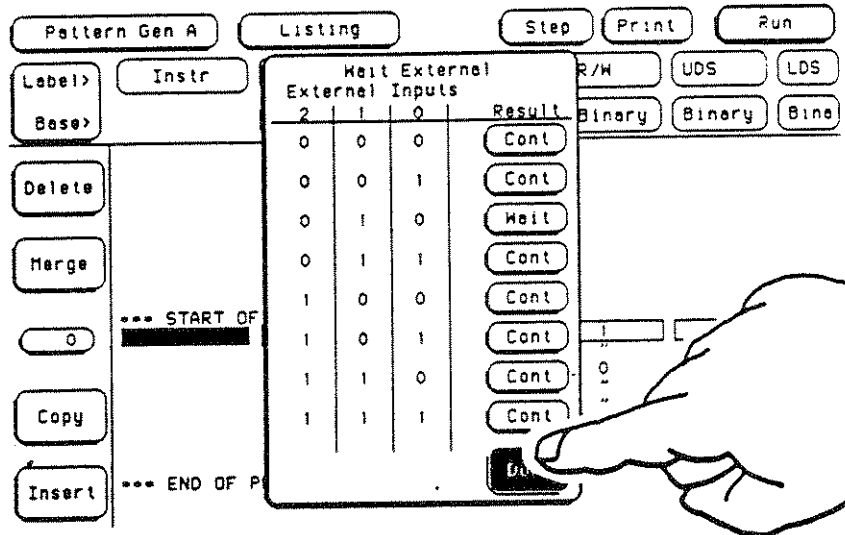 Pattern Gen A Listing Step Print Run
Label> Instr Wait External R/W UDS LDS
External Inputs
Base> 2 1 0 Result Binary Binary Bina
0 0 0 Cont
Delete 0 0 1 Cont
0 1 0 Wait
Merge 0 1 1 Cont
1 0 0 Cont
*** START OF
0 1 0 1 Cont 1
"
1 1 0 Cont 0
"
"
Copy 1 1 1 Cont
Insert *** END OF P